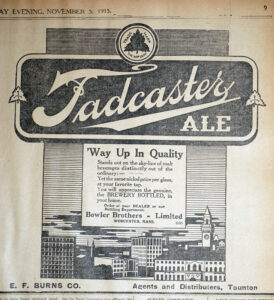 AY EVENING, NOVEMBER 5, 1915. 9
Tadcaster
ALE
'Way Up In Quality
Stands out on the sky-line of malt
beverages distinctly out of the
ordinary:—
Yet the same nickel price per glass,
at your favorite tap.
You will appreciate the genuine,
the BREWERY BOTTLED, in
your home.
Order of your DEALER or our
Bottling Department.
Bowler Brothers - Limited
WORCESTER, MASS.
E. F. BURNS CO. Agents and Distributers, Taunton